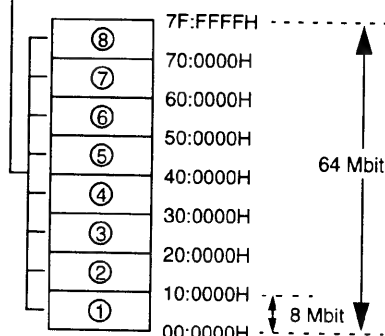 7F:FFFFH
⑧
70:0000H
⑦
60:0000H
⑥
50:0000H
⑤
40:0000H
64 Mbit
④
30:0000H
③
20:0000H
②
10:0000H
①
8 Mbit
00:0000H